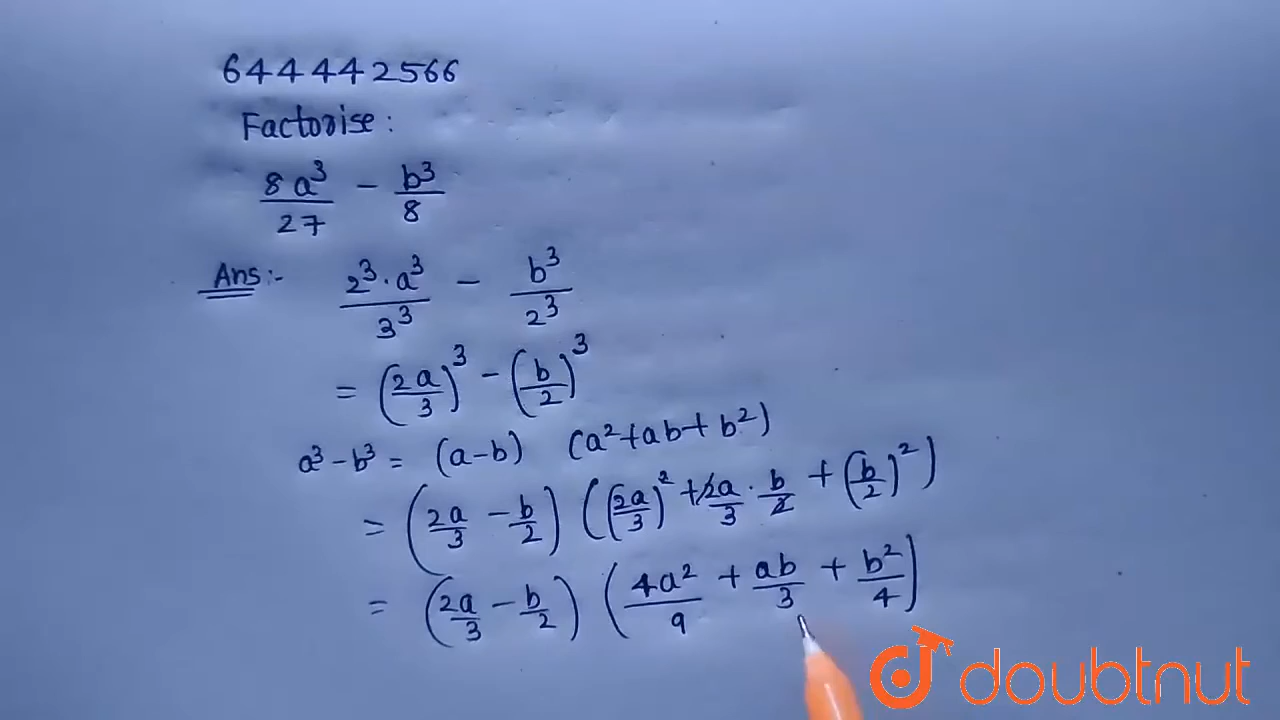 644442566
Factorise:
8a³/27 - b³/8
Ans:- 2³·a³/3³ - b³/2³
= (2a/3)³ - (b/2)³
a³-b³ = (a-b) (a²+ab+b²)
= (2a/3 - b/2) ((2a/3)² + 2a/3 · b/2 + (b/2)²)
= (2a/3 - b/2) (4a²/9 + ab/3 + b²/4)
doubtnut